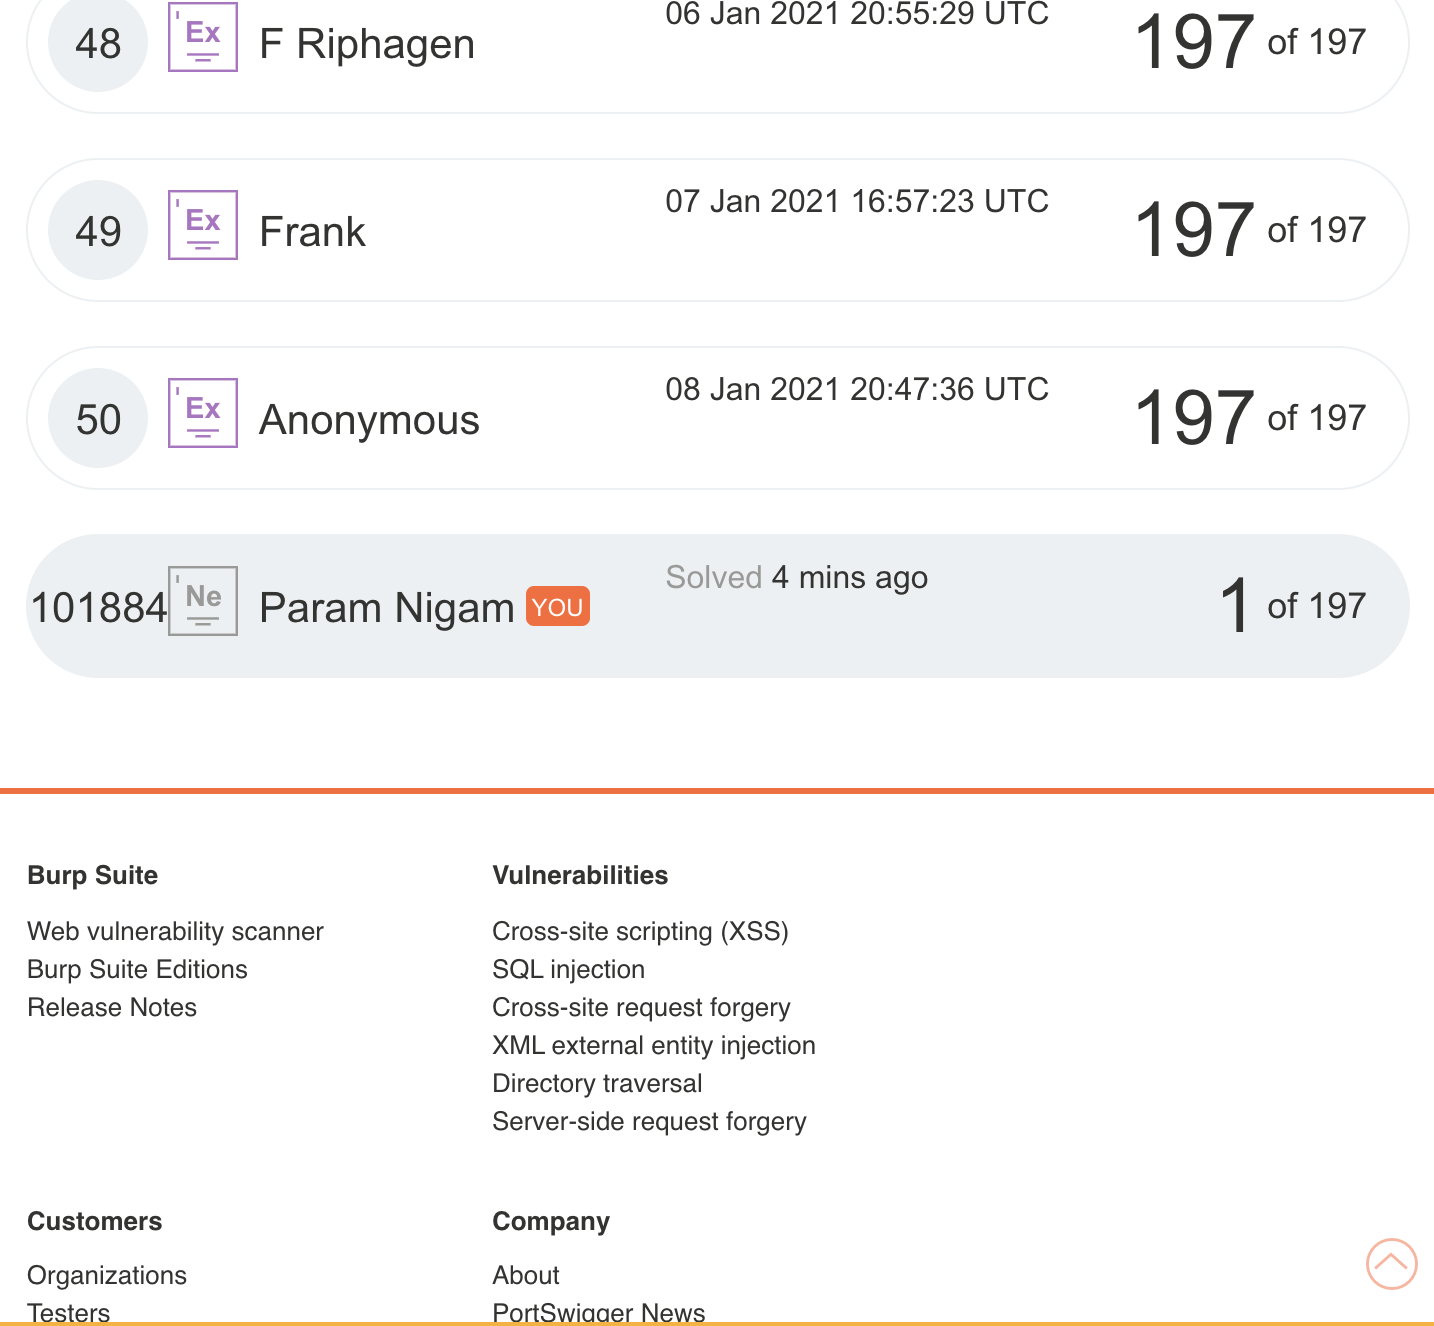 48 Ex F Riphagen 06 Jan 2021 20:55:29 UTC 197 of 197
49 Ex Frank 07 Jan 2021 16:57:23 UTC 197 of 197
50 Ex Anonymous 08 Jan 2021 20:47:36 UTC 197 of 197
101884 Ne Param Nigam YOU Solved 4 mins ago 1 of 197
Burp Suite
Web vulnerability scanner
Burp Suite Editions
Release Notes
Vulnerabilities
Cross-site scripting (XSS)
SQL injection
Cross-site request forgery
XML external entity injection
Directory traversal
Server-side request forgery
Customers
Organizations
Testers
Company
About
PortSwigger News